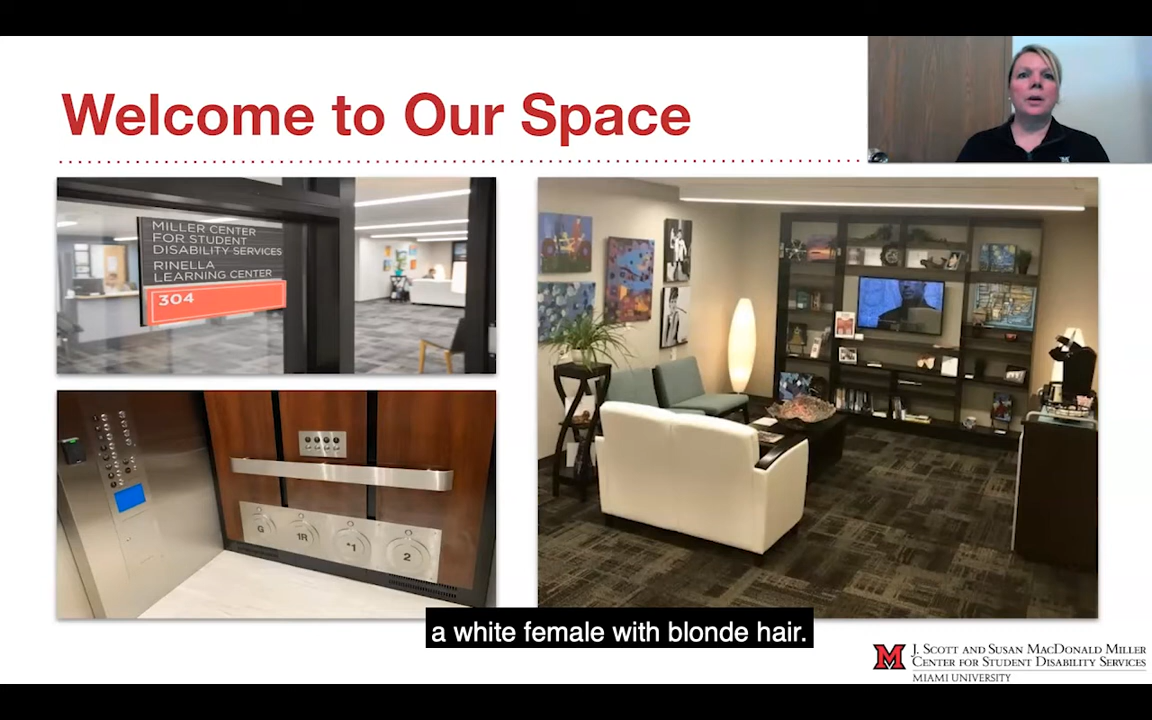 Welcome to Our Space
MILLER CENTER
FOR STUDENT
DISABILITY SERVICES
RINELLA
LEARNING CENTER
304
G
1R
*1
2
a white female with blonde hair.
M
J. SCOTT AND SUSAN MACDONALD MILLER
CENTER FOR STUDENT DISABILITY SERVICES
MIAMI UNIVERSITY